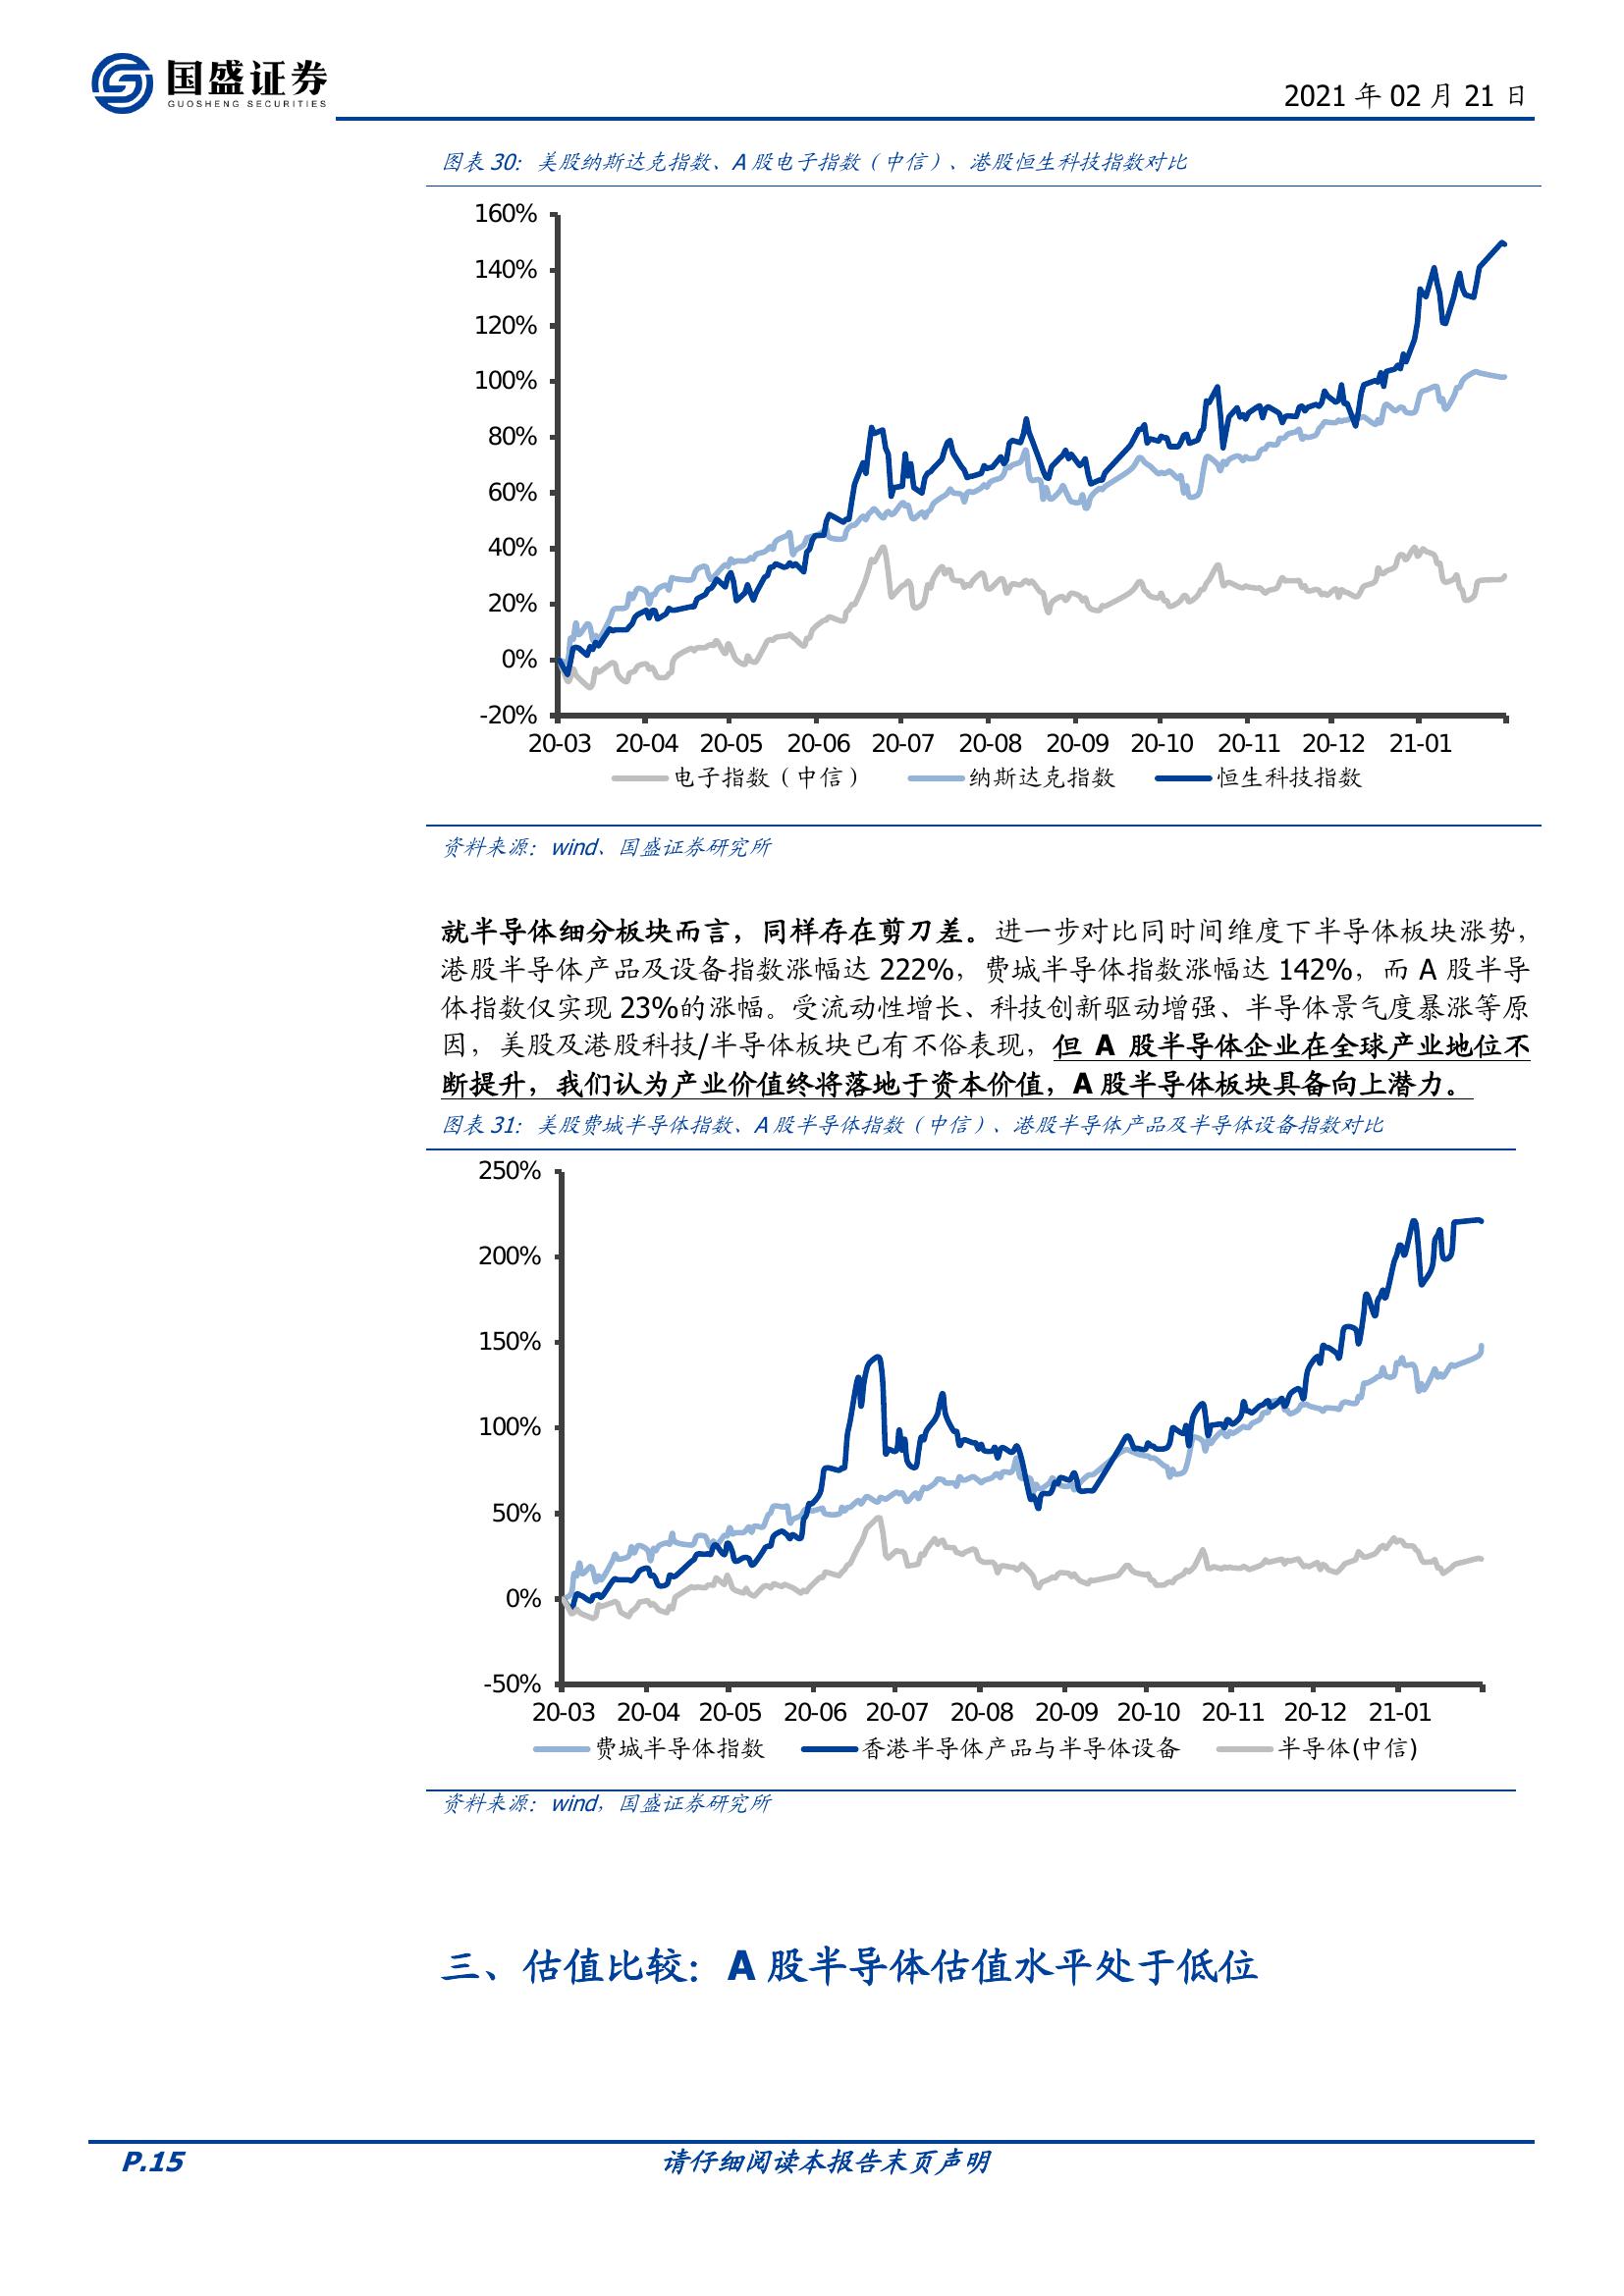 国盛证券
GUOSHENG SECURITIES
2021 年 02 月 21 日
图表 30：美股纳斯达克指数、A 股电子指数（中信）、港股恒生科技指数对比
160%
140%
120%
100%
80%
60%
40%
20%
0%
-20%
20-03 20-04 20-05 20-06 20-07 20-08 20-09 20-10 20-11 20-12 21-01
电子指数（中信） 纳斯达克指数 恒生科技指数
资料来源：wind、国盛证券研究所
就半导体细分板块而言，同样存在剪刀差。进一步对比同时间维度下半导体板块涨势，
港股半导体产品及设备指数涨幅达 222%，费城半导体指数涨幅达 142%，而 A 股半导
体指数仅实现 23%的涨幅。受流动性增长、科技创新驱动增强、半导体景气度暴涨等原
因，美股及港股科技/半导体板块已有不俗表现，但 A 股半导体企业在全球产业地位不
断提升，我们认为产业价值终将落地于资本价值，A 股半导体板块具备向上潜力。
图表 31：美股费城半导体指数、A 股半导体指数（中信）、港股半导体产品及半导体设备指数对比
250%
200%
150%
100%
50%
0%
-50%
20-03 20-04 20-05 20-06 20-07 20-08 20-09 20-10 20-11 20-12 21-01
费城半导体指数 香港半导体产品与半导体设备 半导体(中信)
资料来源：wind，国盛证券研究所
三、估值比较：A 股半导体估值水平处于低位
P.15 请仔细阅读本报告末页声明